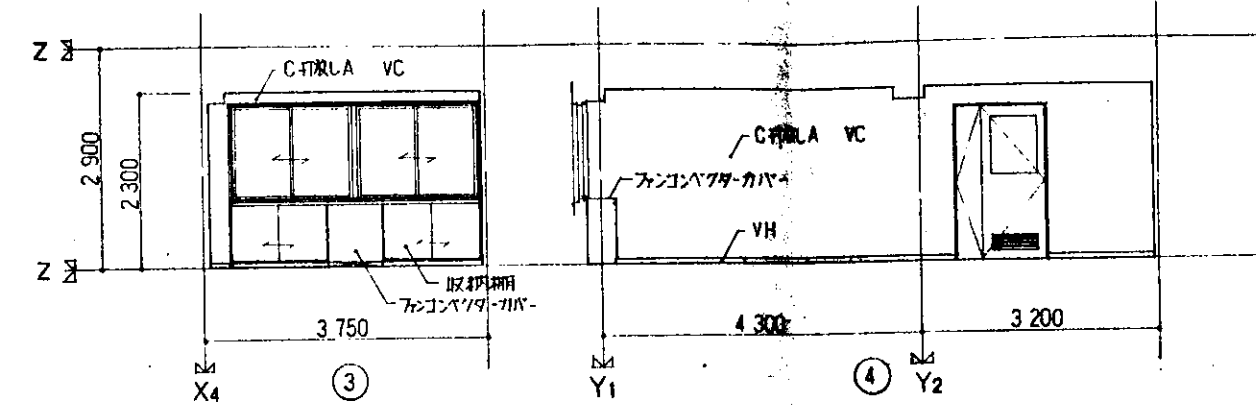 Z
C打放しA VC
2 900
2 300
C打放しA VC
ファンコンベクターカバー
VH
Z
収納棚
ファンコンベクターカバー
3 750
4 300
3 200
X4
3
Y1
4
Y2